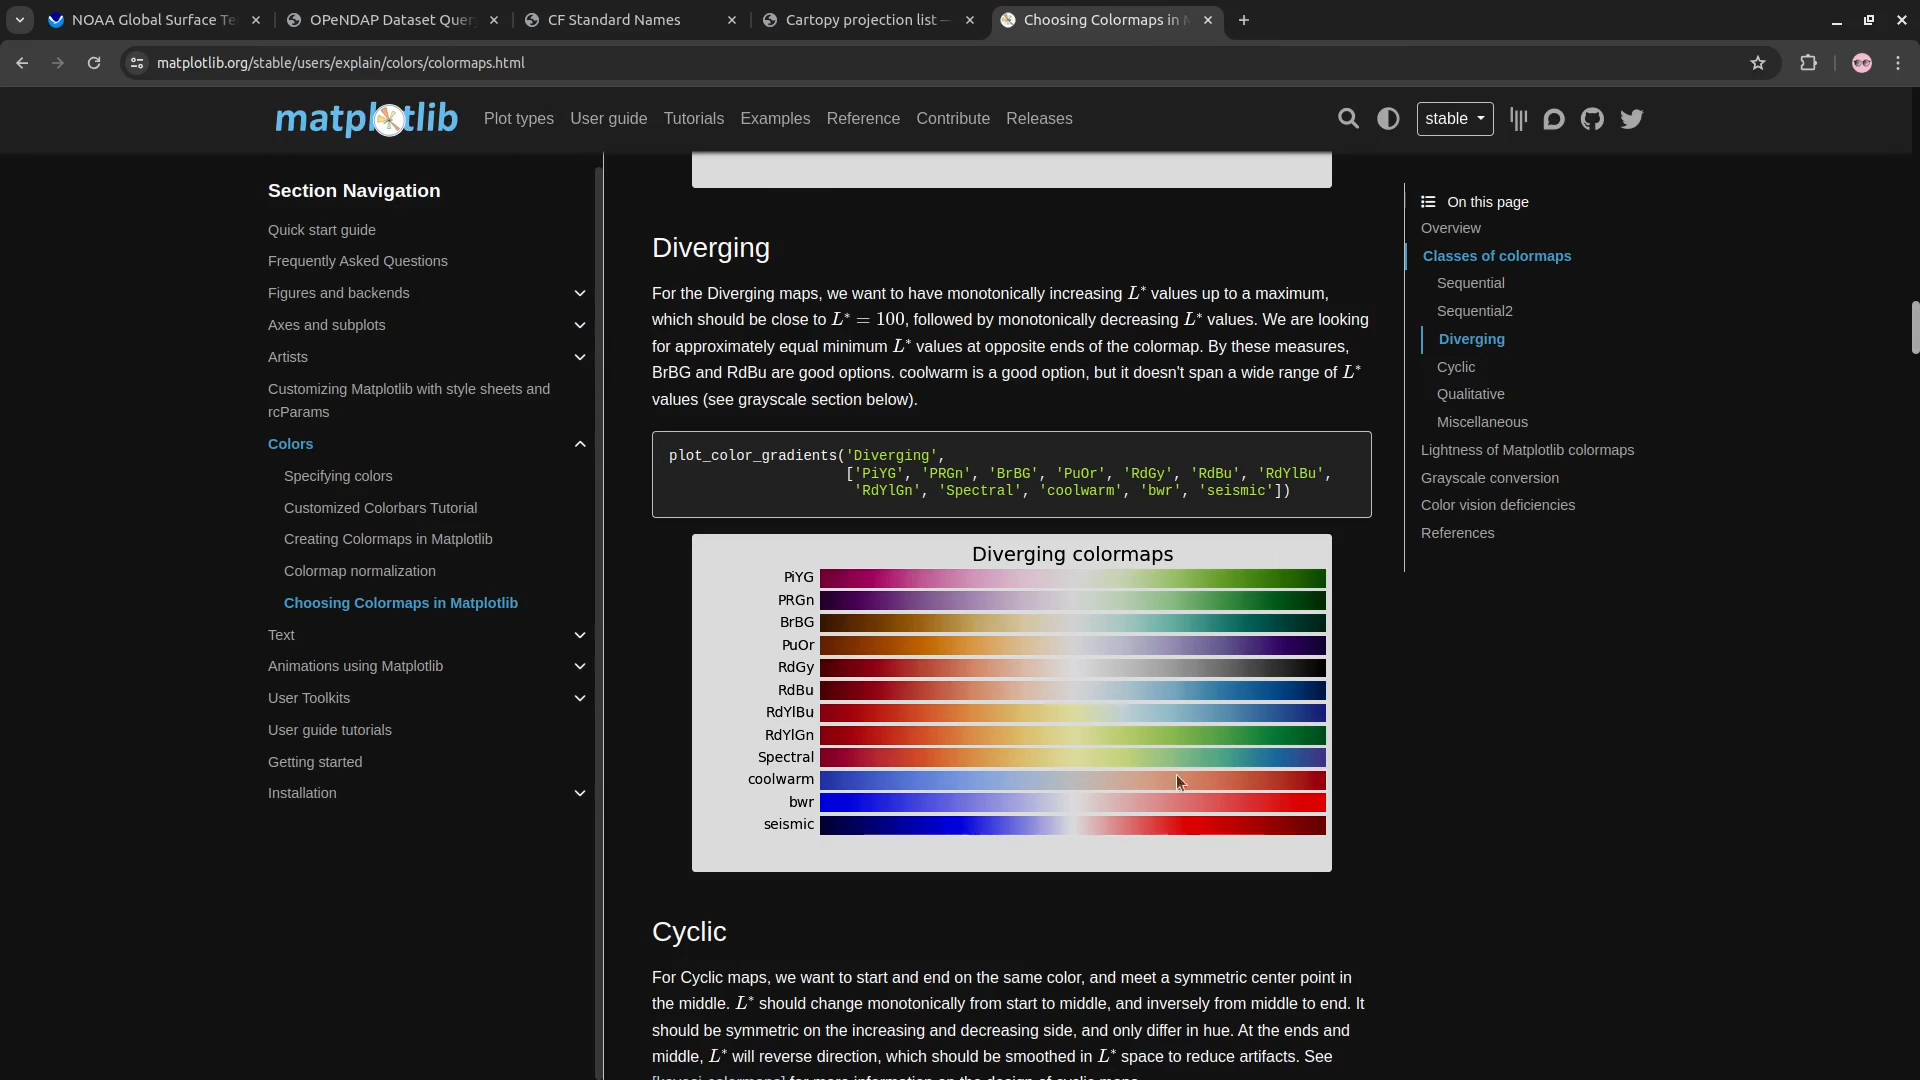 NOAA Global Surface Te
OPeNDAP Dataset Quer
CF Standard Names
Cartopy projection list —
Choosing Colormaps in M
matplotlib.org/stable/users/explain/colors/colormaps.html
matplotlib
Plot types
User guide
Tutorials
Examples
Reference
Contribute
Releases
stable
Section Navigation
Quick start guide
Frequently Asked Questions
Figures and backends
Axes and subplots
Artists
Customizing Matplotlib with style sheets and
rcParams
Colors
Specifying colors
Customized Colorbars Tutorial
Creating Colormaps in Matplotlib
Colormap normalization
Choosing Colormaps in Matplotlib
Text
Animations using Matplotlib
User Toolkits
User guide tutorials
Getting started
Installation
Diverging
For the Diverging maps, we want to have monotonically increasing L* values up to a maximum,
which should be close to L* = 100, followed by monotonically decreasing L* values. We are looking
for approximately equal minimum L* values at opposite ends of the colormap. By these measures,
BrBG and RdBu are good options. coolwarm is a good option, but it doesn't span a wide range of L*
values (see grayscale section below).
plot_color_gradients('Diverging',
['PiYG', 'PRGn', 'BrBG', 'PuOr', 'RdGy', 'RdBu', 'RdYlBu',
'RdYlGn', 'Spectral', 'coolwarm', 'bwr', 'seismic'])
Diverging colormaps
PiYG
PRGn
BrBG
PuOr
RdGy
RdBu
RdYlBu
RdYlGn
Spectral
coolwarm
bwr
seismic
Cyclic
For Cyclic maps, we want to start and end on the same color, and meet a symmetric center point in
the middle. L* should change monotonically from start to middle, and inversely from middle to end. It
should be symmetric on the increasing and decreasing side, and only differ in hue. At the ends and
middle, L* will reverse direction, which should be smoothed in L* space to reduce artifacts. See
[kovesi-colormaps] for more information on the design of cyclic maps.
On this page
Overview
Classes of colormaps
Sequential
Sequential2
Diverging
Cyclic
Qualitative
Miscellaneous
Lightness of Matplotlib colormaps
Grayscale conversion
Color vision deficiencies
References